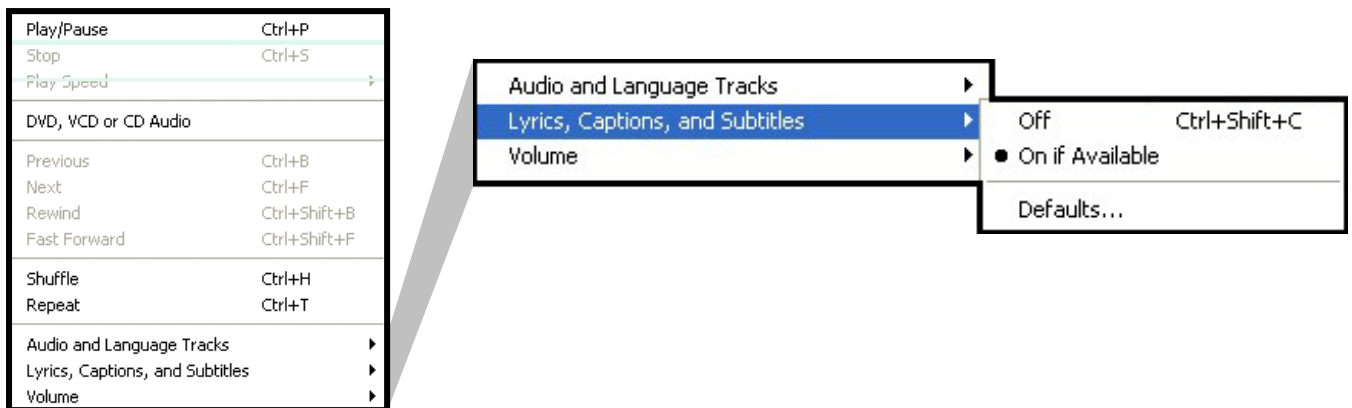 Play/Pause Ctrl+P
Stop Ctrl+S
Play Speed
DVD, VCD or CD Audio
Previous Ctrl+B
Next Ctrl+F
Rewind Ctrl+Shift+B
Fast Forward Ctrl+Shift+F
Shuffle Ctrl+H
Repeat Ctrl+T
Audio and Language Tracks
Lyrics, Captions, and Subtitles
Volume
Audio and Language Tracks
Lyrics, Captions, and Subtitles
Volume
Off Ctrl+Shift+C
On if Available
Defaults...